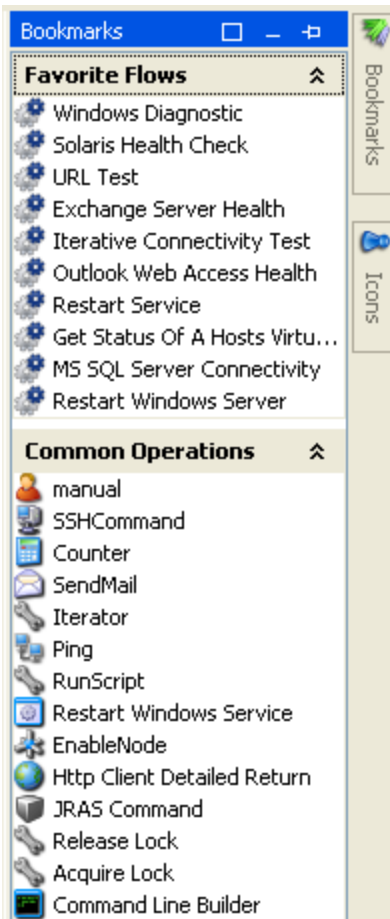 Bookmarks
Favorite Flows
Windows Diagnostic
Solaris Health Check
URL Test
Exchange Server Health
Iterative Connectivity Test
Outlook Web Access Health
Restart Service
Get Status Of A Hosts Virtu...
MS SQL Server Connectivity
Restart Windows Server
Common Operations
manual
SSHCommand
Counter
SendMail
Iterator
Ping
RunScript
Restart Windows Service
EnableNode
Http Client Detailed Return
JRAS Command
Release Lock
Acquire Lock
Command Line Builder
Bookmarks
Icons